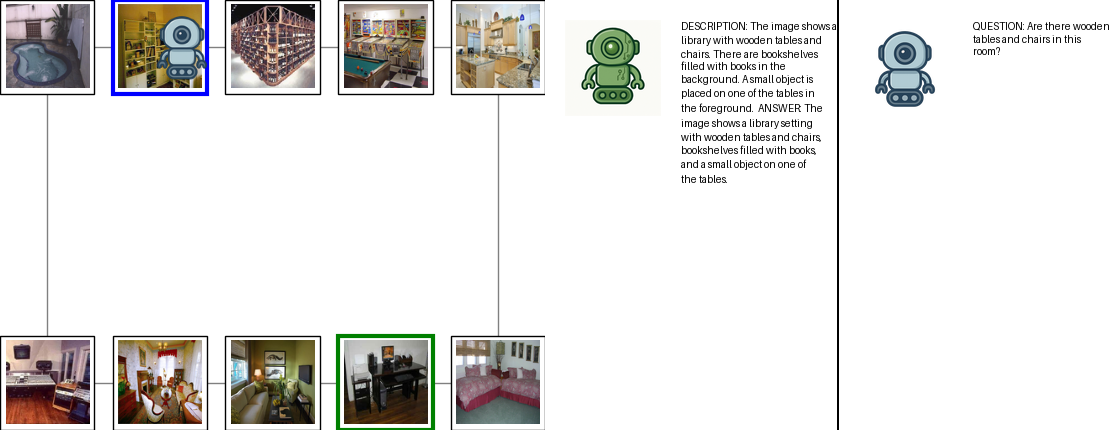 DESCRIPTION: The image shows a
library with wooden tables and
chairs. There are bookshelves
filled with books in the
background. A small object is
placed on one of the tables in
the foreground. ANSWER: The
image shows a library setting
with wooden tables and chairs,
bookshelves filled with books,
and a small object on one of
the tables.
QUESTION: Are there wooden
tables and chairs in this
room?